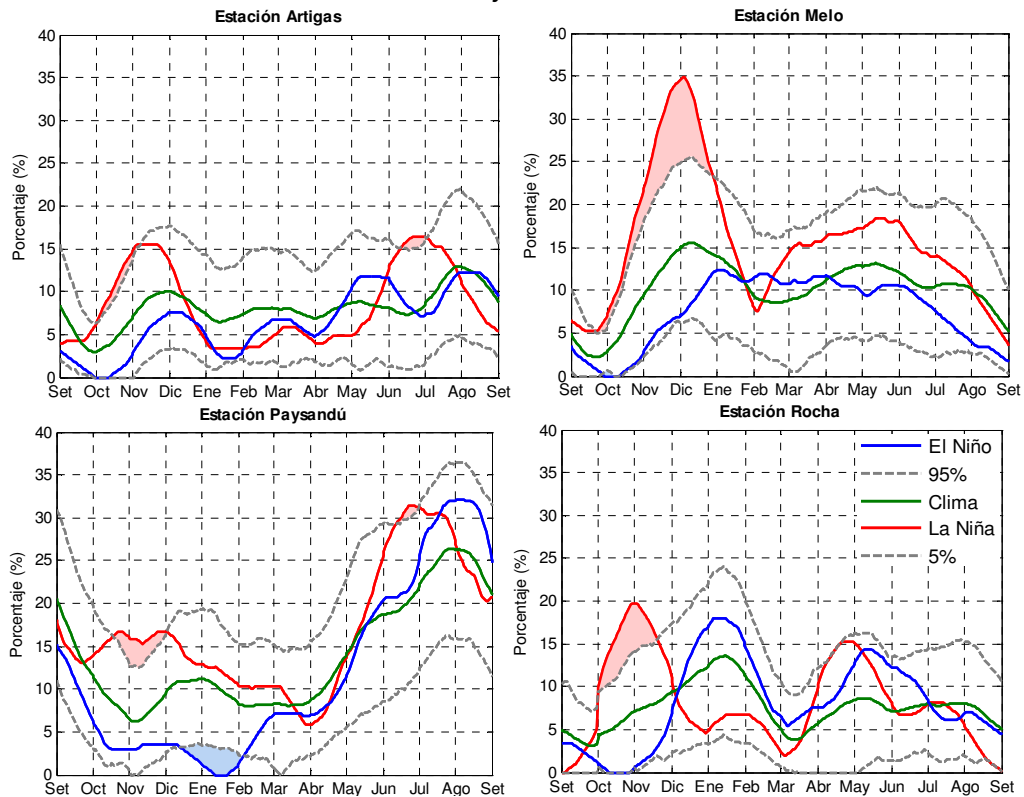 Estación Artigas
Porcentaje (%)
40
35
30
25
20
15
10
5
0
Set Oct Nov Dic Ene Feb Mar Abr May Jun Jul Ago Set
Estación Melo
Porcentaje (%)
40
35
30
25
20
15
10
5
0
Set Oct Nov Dic Ene Feb Mar Abr May Jun Jul Ago Set
Estación Paysandú
Porcentaje (%)
40
35
30
25
20
15
10
5
0
Set Oct Nov Dic Ene Feb Mar Abr May Jun Jul Ago Set
Estación Rocha
Porcentaje (%)
40
35
30
25
20
15
10
5
0
Set Oct Nov Dic Ene Feb Mar Abr May Jun Jul Ago Set
El Niño
95%
Clima
La Niña
5%